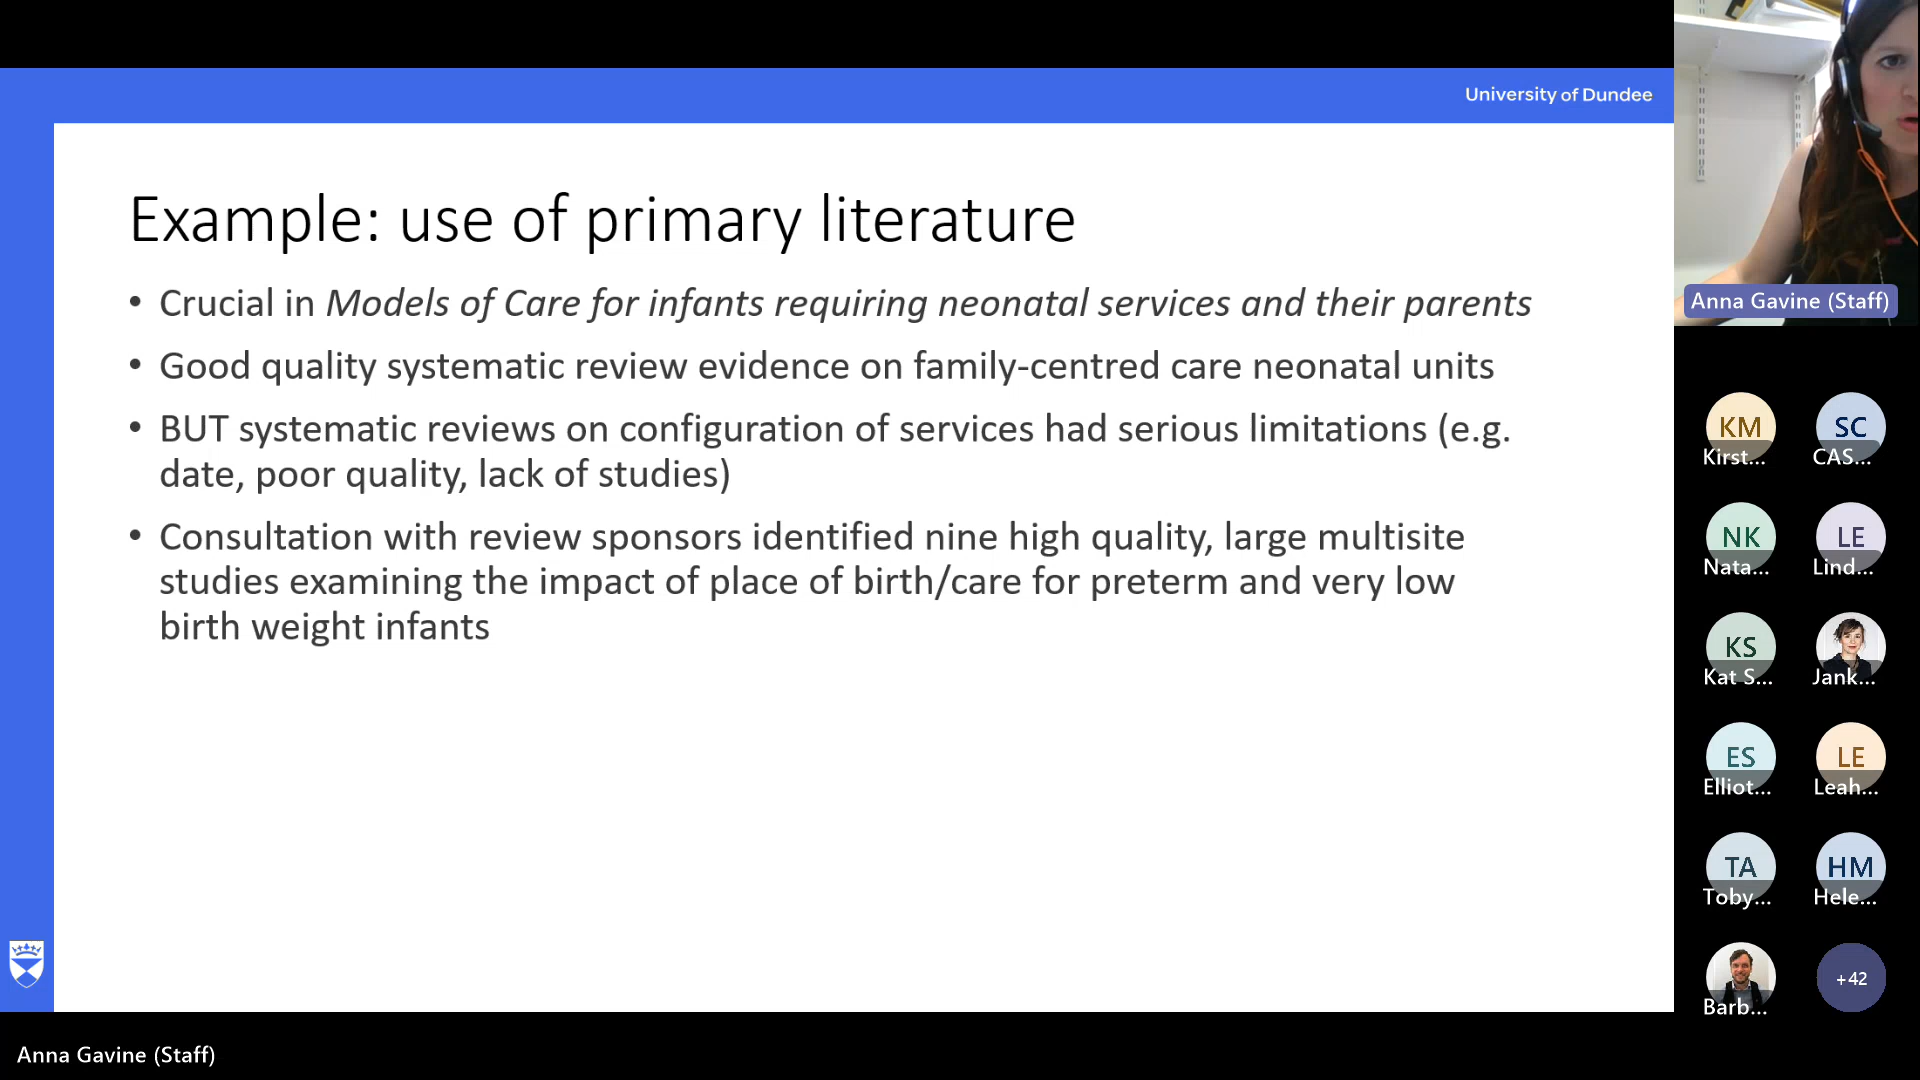 University of Dundee
Example: use of primary literature
• Crucial in Models of Care for infants requiring neonatal services and their parents
• Good quality systematic review evidence on family-centred care neonatal units
• BUT systematic reviews on configuration of services had serious limitations (e.g.
date, poor quality, lack of studies)
• Consultation with review sponsors identified nine high quality, large multisite
studies examining the impact of place of birth/care for preterm and very low
birth weight infants
Anna Gavine (Staff)
KM
Kirst...
SC
CAS...
NK
Nata...
LE
Lind...
KS
Kat S...
Jank...
ES
Elliot...
LE
Leah...
TA
Toby...
HM
Hele...
Barb...
+42
Anna Gavine (Staff)